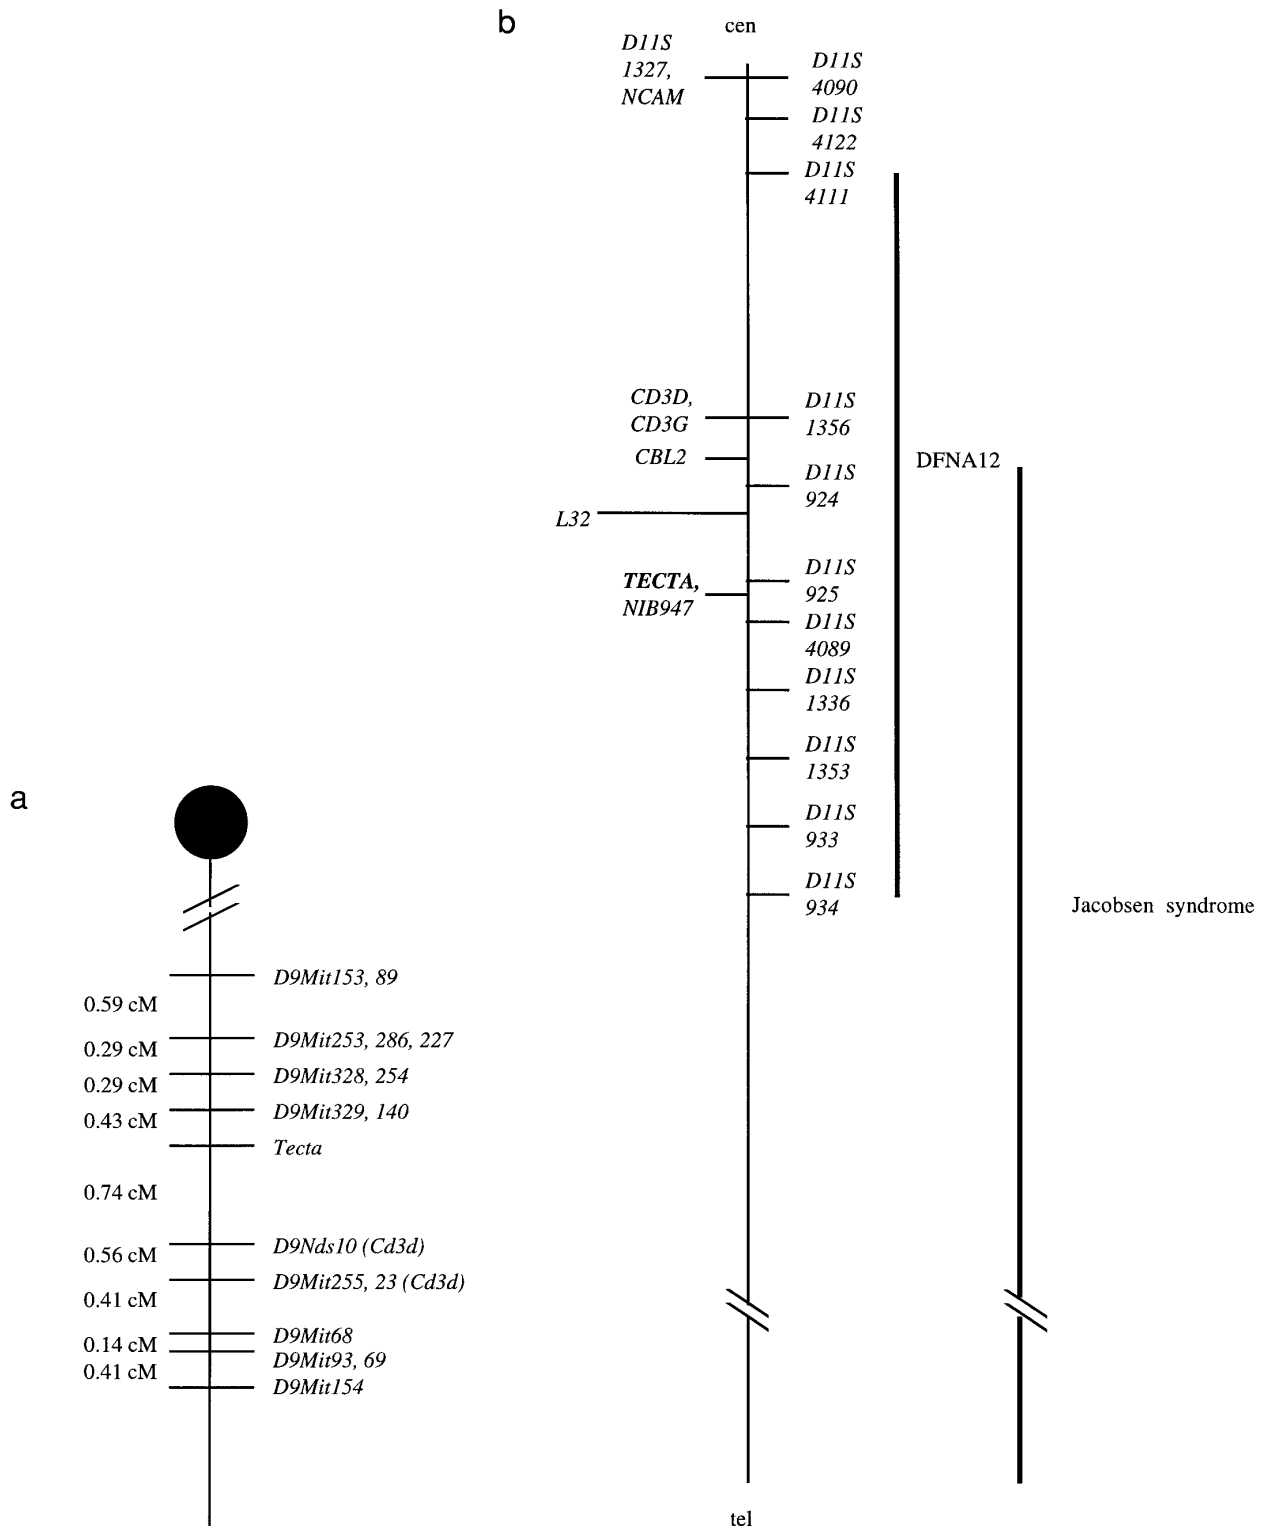 b
cen
D11S
1327,
NCAM
D11S
4090
D11S
4122
D11S
4111
CD3D,
CD3G
D11S
1356
CBL2
DFNA12
D11S
924
L32
TECTA,
NIB947
D11S
925
D11S
4089
D11S
1336
D11S
1353
D11S
933
D11S
934
Jacobsen syndrome
tel
a
D9Mit153, 89
0.59 cM
D9Mit253, 286, 227
0.29 cM
D9Mit328, 254
0.29 cM
D9Mit329, 140
0.43 cM
Tecta
0.74 cM
D9Nds10 (Cd3d)
0.56 cM
D9Mit255, 23 (Cd3d)
0.41 cM
D9Mit68
0.14 cM
D9Mit93, 69
0.41 cM
D9Mit154